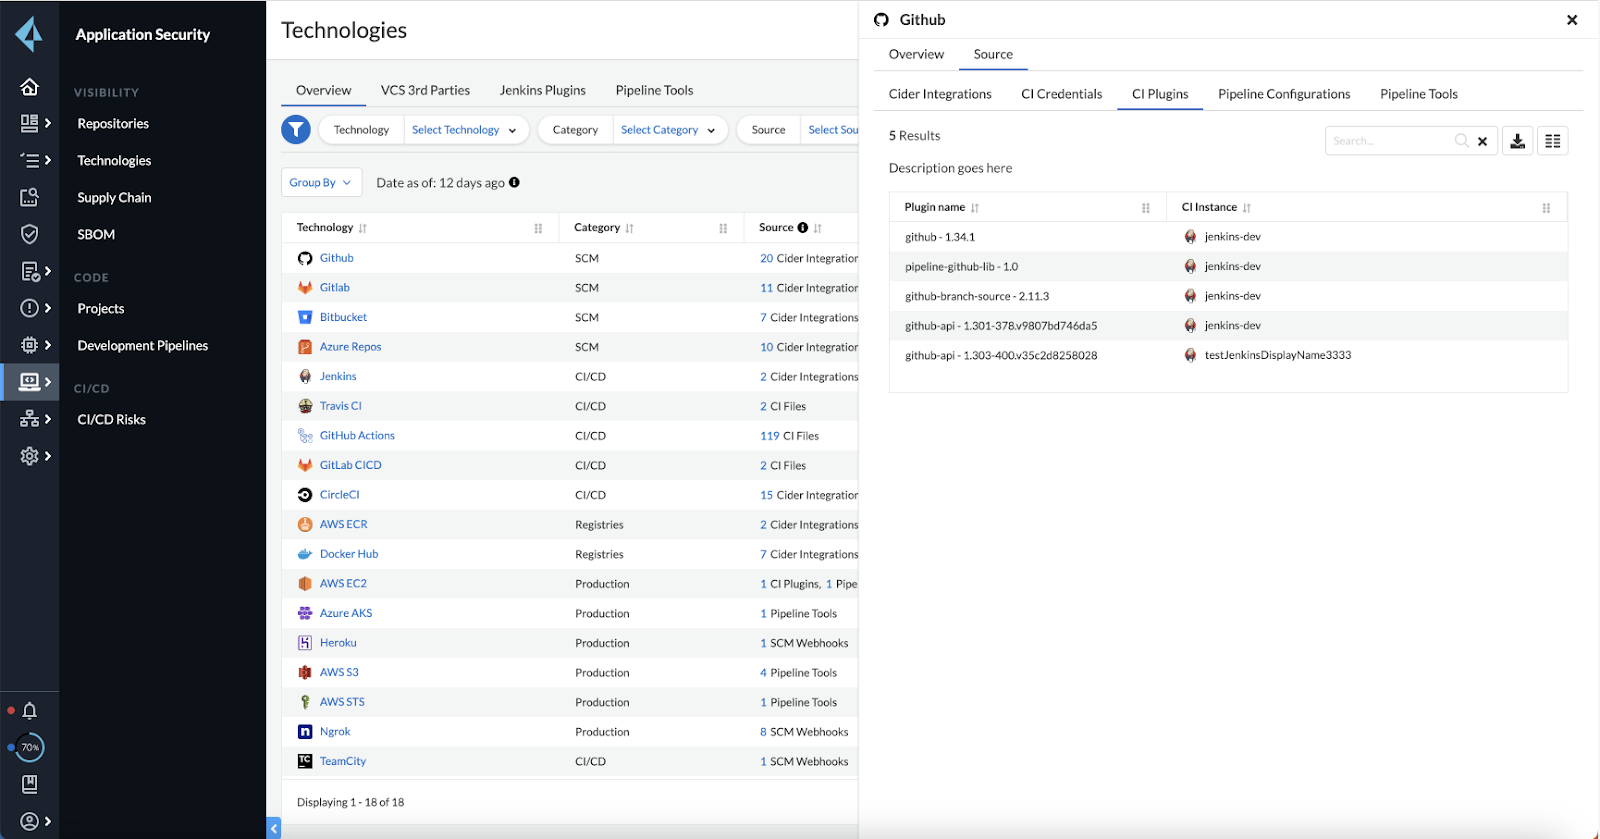 Application Security
VISIBILITY
Repositories
Technologies
Supply Chain
SBOM
CODE
Projects
Development Pipelines
CI/CD
CI/CD Risks
70%
Technologies
Overview VCS 3rd Parties Jenkins Plugins Pipeline Tools
Technology Select Technology Category Select Category Source Select Sou
Group By Date as of: 12 days ago
Technology Category Source
Github SCM 20 Cider Integration
Gitlab SCM 11 Cider Integrations
Bitbucket SCM 7 Cider Integrations
Azure Repos SCM 10 Cider Integrations
Jenkins CI/CD 2 Cider Integrations
Travis CI CI/CD 2 CI Files
GitHub Actions CI/CD 119 CI Files
GitLab CICD CI/CD 2 CI Files
CircleCI CI/CD 15 Cider Integration
AWS ECR Registries 2 Cider Integrations
Docker Hub Registries 7 Cider Integrations
AWS EC2 Production 1 CI Plugins, 1 Pipe
Azure AKS Production 1 Pipeline Tools
Heroku Production 1 SCM Webhooks
AWS S3 Production 4 Pipeline Tools
AWS STS Production 1 Pipeline Tools
n Ngrok Production 8 SCM Webhooks
TC TeamCity CI/CD 1 SCM Webhooks
Displaying 1 - 18 of 18
Github
Overview Source
Cider Integrations CI Credentials CI Plugins Pipeline Configurations Pipeline Tools
5 Results
Search...
Description goes here
Plugin name CI Instance
github - 1.34.1 jenkins-dev
pipeline-github-lib - 1.0 jenkins-dev
github-branch-source - 2.11.3 jenkins-dev
github-api - 1.301-378.v9807bd746da5 jenkins-dev
github-api - 1.303-400.v35c2d8258028 testJenkinsDisplayName3333